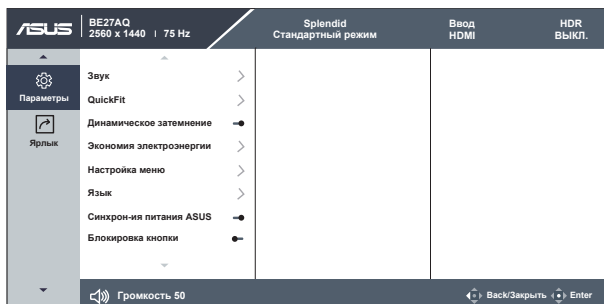 ASUS
BE27AQ
2560 x 1440 | 75 Hz
Splendid
Стандартный режим
Ввод
HDMI
HDR
ВЫКЛ.
Параметры
Ярлык
Звук
QuickFit
Динамическое затемнение
Экономия электроэнергии
Настройка меню
Язык
Синхрон-ия питания ASUS
Блокировка кнопки
Громкость 50
Back/Закрыть
Enter